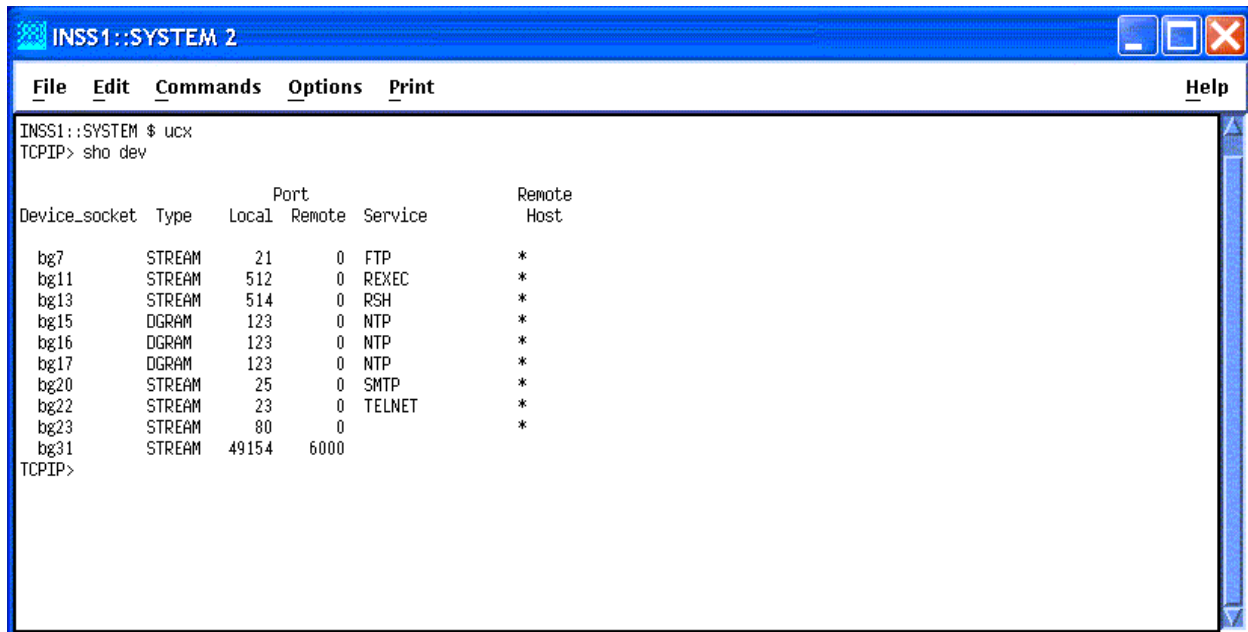 INSS1::SYSTEM 2
File Edit Commands Options Print Help
INSS1::SYSTEM $ ucx
TCPIP> sho dev
Port Remote
Device_socket Type Local Remote Service Host
bg7 STREAM 21 0 FTP *
bg11 STREAM 512 0 REXEC *
bg13 STREAM 514 0 RSH *
bg15 DGRAM 123 0 NTP *
bg16 DGRAM 123 0 NTP *
bg17 DGRAM 123 0 NTP *
bg20 STREAM 25 0 SMTP *
bg22 STREAM 23 0 TELNET *
bg23 STREAM 80 0 *
bg31 STREAM 49154 6000
TCPIP>